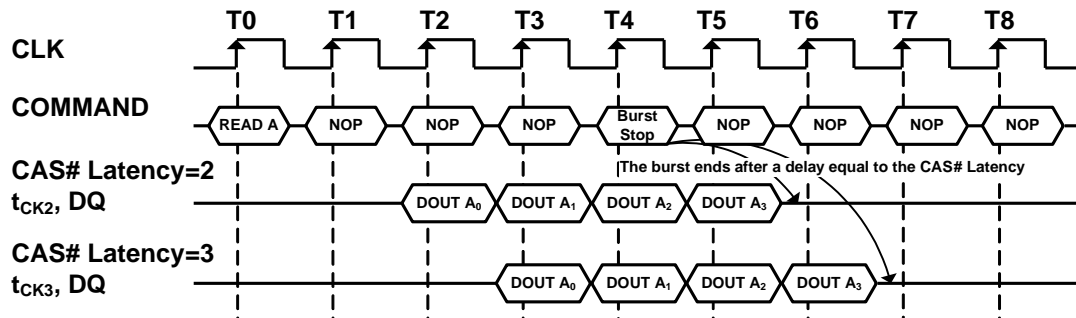 T0 T1 T2 T3 T4 T5 T6 T7 T8
CLK
COMMAND
READ A NOP NOP NOP Burst Stop NOP NOP NOP NOP
The burst ends after a delay equal to the CAS# Latency
CAS# Latency=2
tCK2, DQ
DOUT A0 DOUT A1 DOUT A2 DOUT A3
CAS# Latency=3
tCK3, DQ
DOUT A0 DOUT A1 DOUT A2 DOUT A3